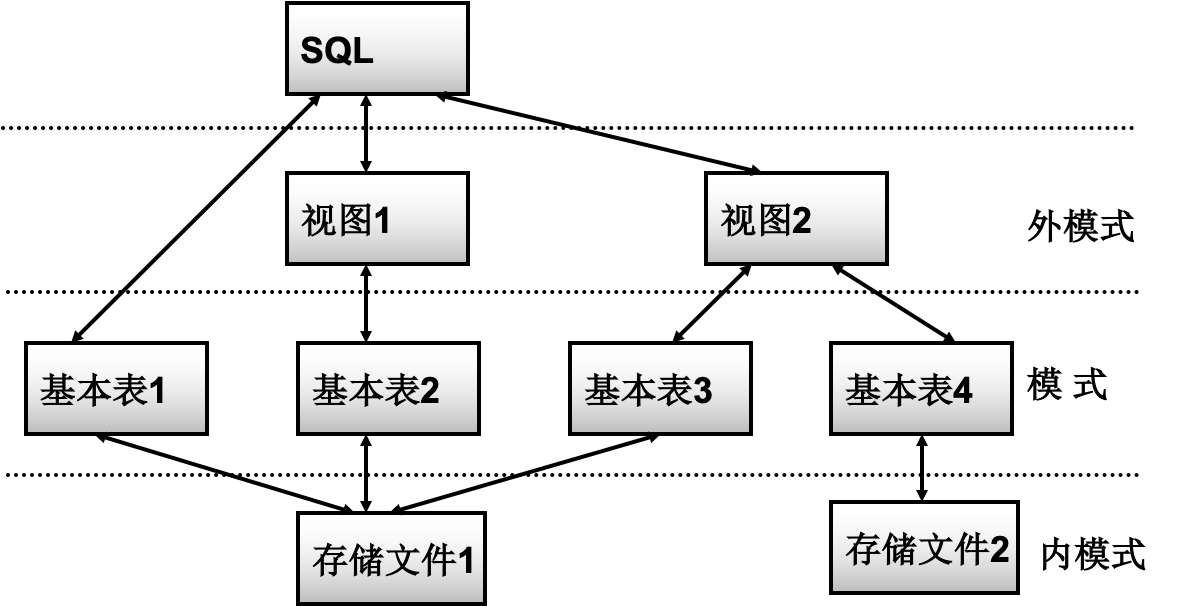 SQL
视图1
视图2
外模式
基本表1
基本表2
基本表3
基本表4
模 式
存储文件1
存储文件2
内模式